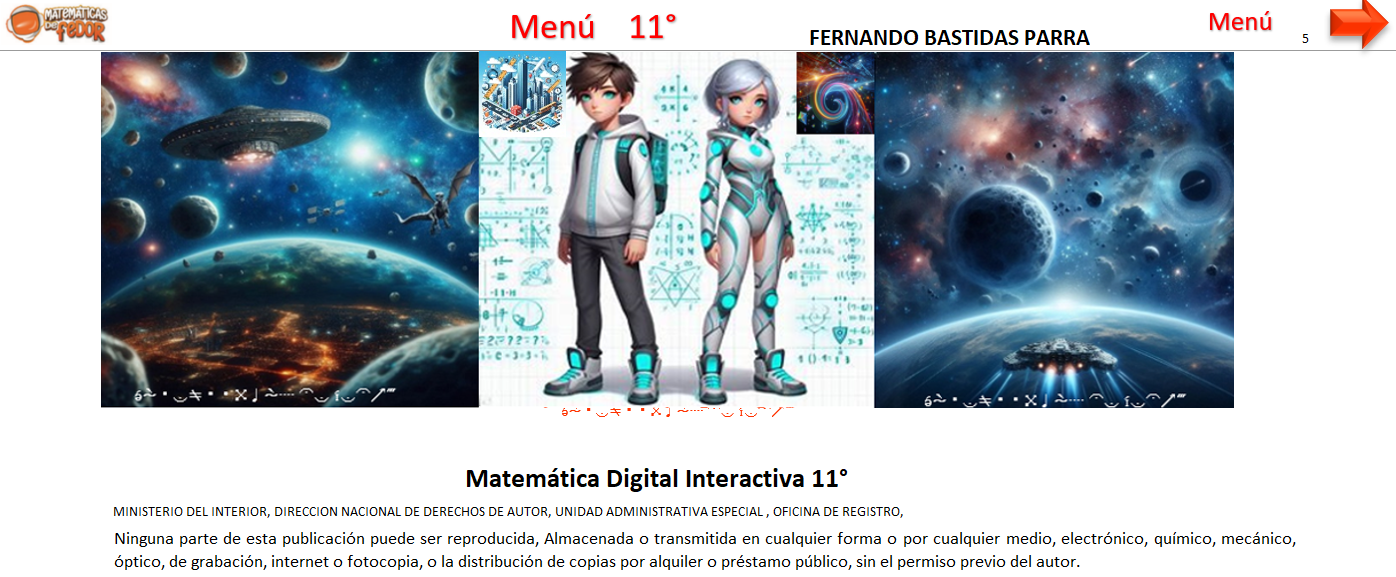 MATEMÁTICAS
DEL FEDOR
Menú 11°
FERNANDO BASTIDAS PARRA
Menú
5
Matemática Digital Interactiva 11°
MINISTERIO DEL INTERIOR, DIRECCION NACIONAL DE DERECHOS DE AUTOR, UNIDAD ADMINISTRATIVA ESPECIAL , OFICINA DE REGISTRO,
Ninguna parte de esta publicación puede ser reproducida, Almacenada o transmitida en cualquier forma o por cualquier medio, electrónico, químico, mecánico,
óptico, de grabación, internet o fotocopia, o la distribución de copias por alquiler o préstamo público, sin el permiso previo del autor.